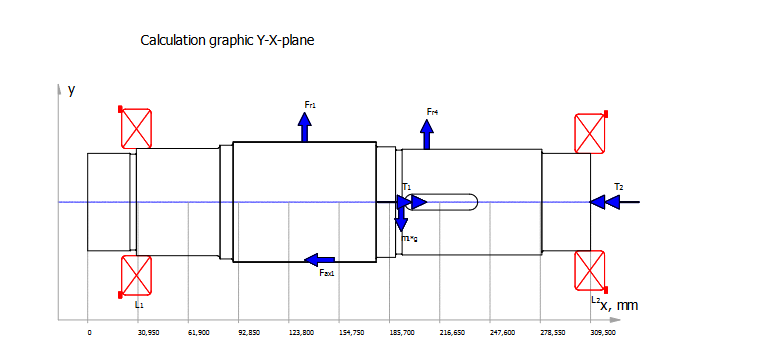 Calculation graphic Y-X-plane
y
Fr1
Fr4
T1
T2
m*g
Fax1
L1
L2
x, mm
0 30,950 61,900 92,850 123,800 154,750 185,700 216,650 247,600 278,550 309,500